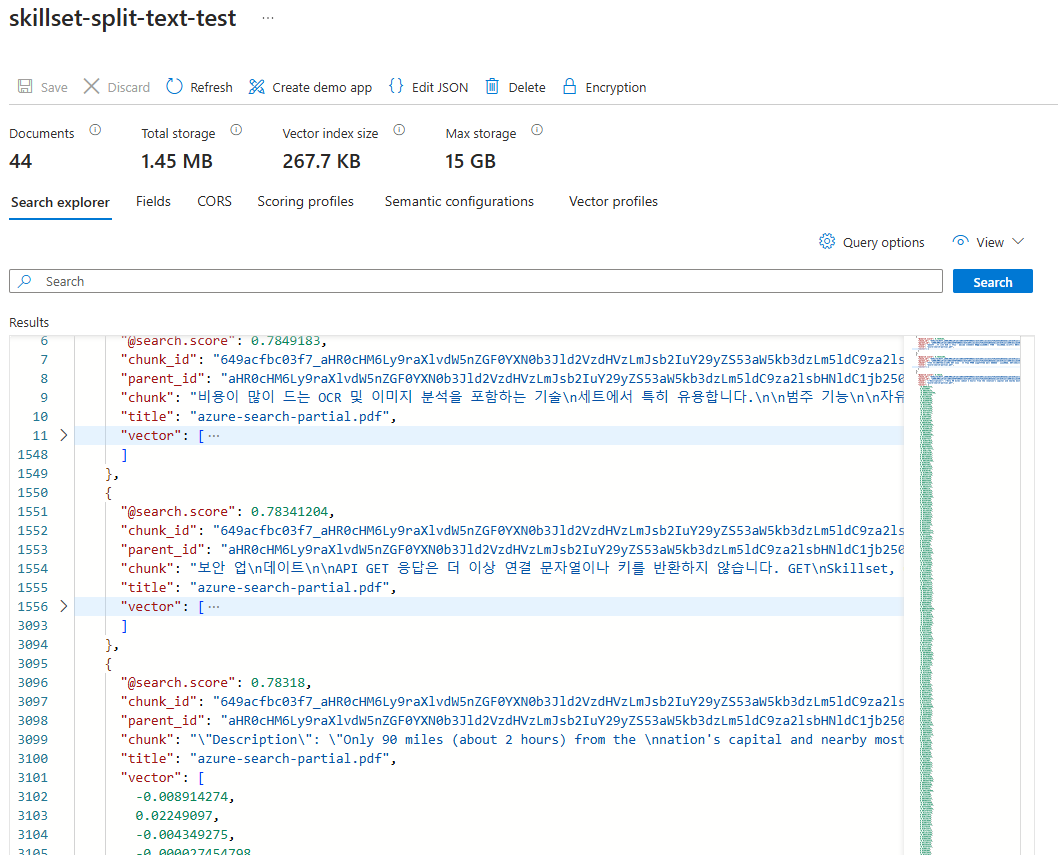 skillset-split-text-test ···
Save Discard Refresh Create demo app Edit JSON Delete Encryption
Documents Total storage Vector index size Max storage
44 1.45 MB 267.7 KB 15 GB
Search explorer Fields CORS Scoring profiles Semantic configurations Vector profiles
Query options View
Search Search
Results
6 "@search.score": 0.7849183,
7 "chunk_id": "649acfbc03f7_aHR0cHM6Ly9raXlvdW5nZGF0YXN0b3Jld2VzdHVzLmJsb2IuY29yZS53aW5kb3dzLm5ldC9za2ls
8 "parent_id": "aHR0cHM6Ly9raXlvdW5nZGF0YXN0b3Jld2VzdHVzLmJsb2IuY29yZS53aW5kb3dzLm5ldC9za2lsbHNldC1jb250
9 "chunk": "비용이 많이 드는 OCR 및 이미지 분석을 포함하는 기술\n세트에서 특히 유용합니다.\n\n범주 기능\n\n자유
10 "title": "azure-search-partial.pdf",
11 "vector": [ ···
1548 ]
1549 },
1550 {
1551 "@search.score": 0.78341204,
1552 "chunk_id": "649acfbc03f7_aHR0cHM6Ly9raXlvdW5nZGF0YXN0b3Jld2VzdHVzLmJsb2IuY29yZS53aW5kb3dzLm5ldC9za2ls
1553 "parent_id": "aHR0cHM6Ly9raXlvdW5nZGF0YXN0b3Jld2VzdHVzLmJsb2IuY29yZS53aW5kb3dzLm5ldC9za2lsbHNldC1jb250
1554 "chunk": "보안 업\n데이트\n\nAPI GET 응답은 더 이상 연결 문자열이나 키를 반환하지 않습니다. GET\nSkillset,
1555 "title": "azure-search-partial.pdf",
1556 "vector": [ ···
3093 ]
3094 },
3095 {
3096 "@search.score": 0.78318,
3097 "chunk_id": "649acfbc03f7_aHR0cHM6Ly9raXlvdW5nZGF0YXN0b3Jld2VzdHVzLmJsb2IuY29yZS53aW5kb3dzLm5ldC9za2ls
3098 "parent_id": "aHR0cHM6Ly9raXlvdW5nZGF0YXN0b3Jld2VzdHVzLmJsb2IuY29yZS53aW5kb3dzLm5ldC9za2lsbHNldC1jb250
3099 "chunk": "\"Description\": \"Only 90 miles (about 2 hours) from the \nnation's capital and nearby most
3100 "title": "azure-search-partial.pdf",
3101 "vector": [
3102 -0.008914274,
3103 0.02249097,
3104 -0.004349275,
3105 -0.000027454798